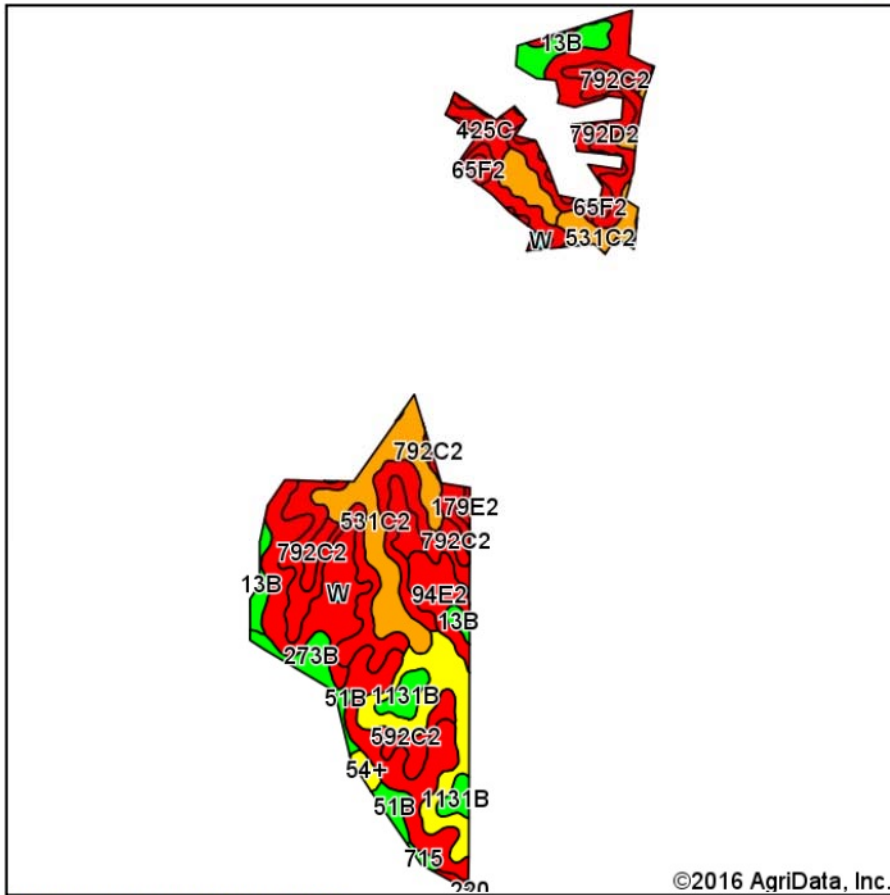 13B
792C2
425C
792D2
65F2
65F2
W
531C2
792C2
179E2
531C2
792C2
792C2
13B
W
94E2
13B
273B
51B
1131B
592C2
54+
51B
1131B
715
©2016 AgriData, Inc.